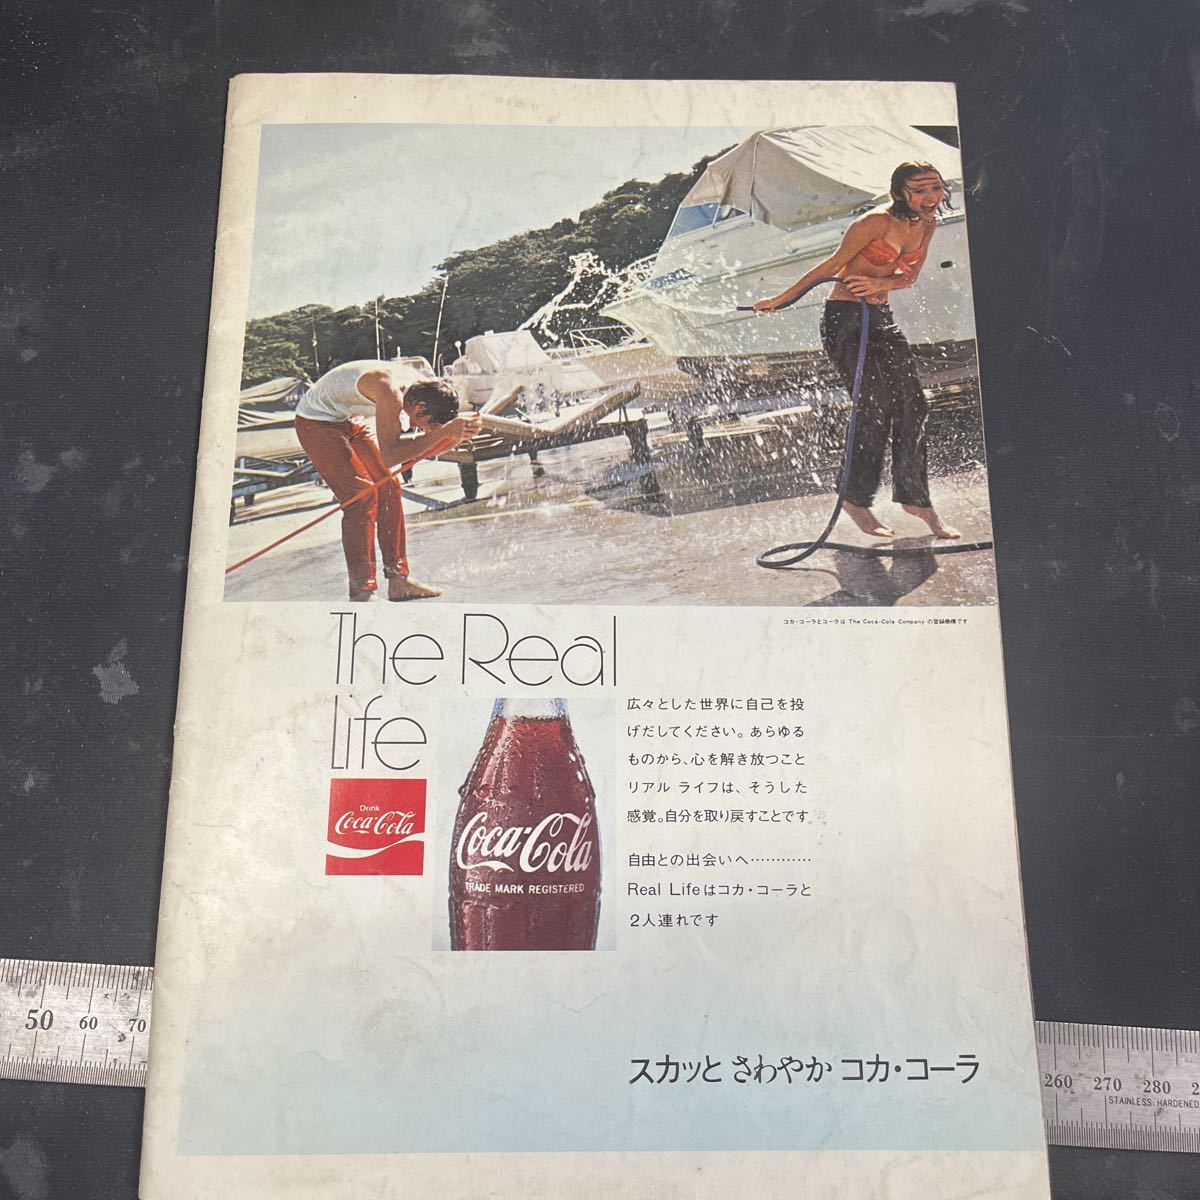 コカ・コーラとコークは The Coca-Cola Company の登録商標です
The Real
Life
広々とした世界に自己を投
げだしてください。あらゆる
ものから、心を解き放つこと
リアル ライフは、そうした
感覚。自分を取り戻すことです
自由との出会いへ…………
Real Lifeはコカ・コーラと
2人連れです
Drink
Coca-Cola
Coca-Cola
TRADE MARK REGISTERED
スカッと さわやか コカ・コーラ
50 60 70
260 270 280
STAINLESS HARDENED